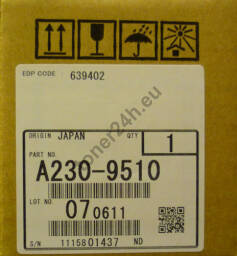 EDP CODE : 639402
ORIGIN JAPAN QTY 1
PART NO.
A230-9510
LOT NO.
07 0611
S/N 1115801437 ND
toner24h.eu